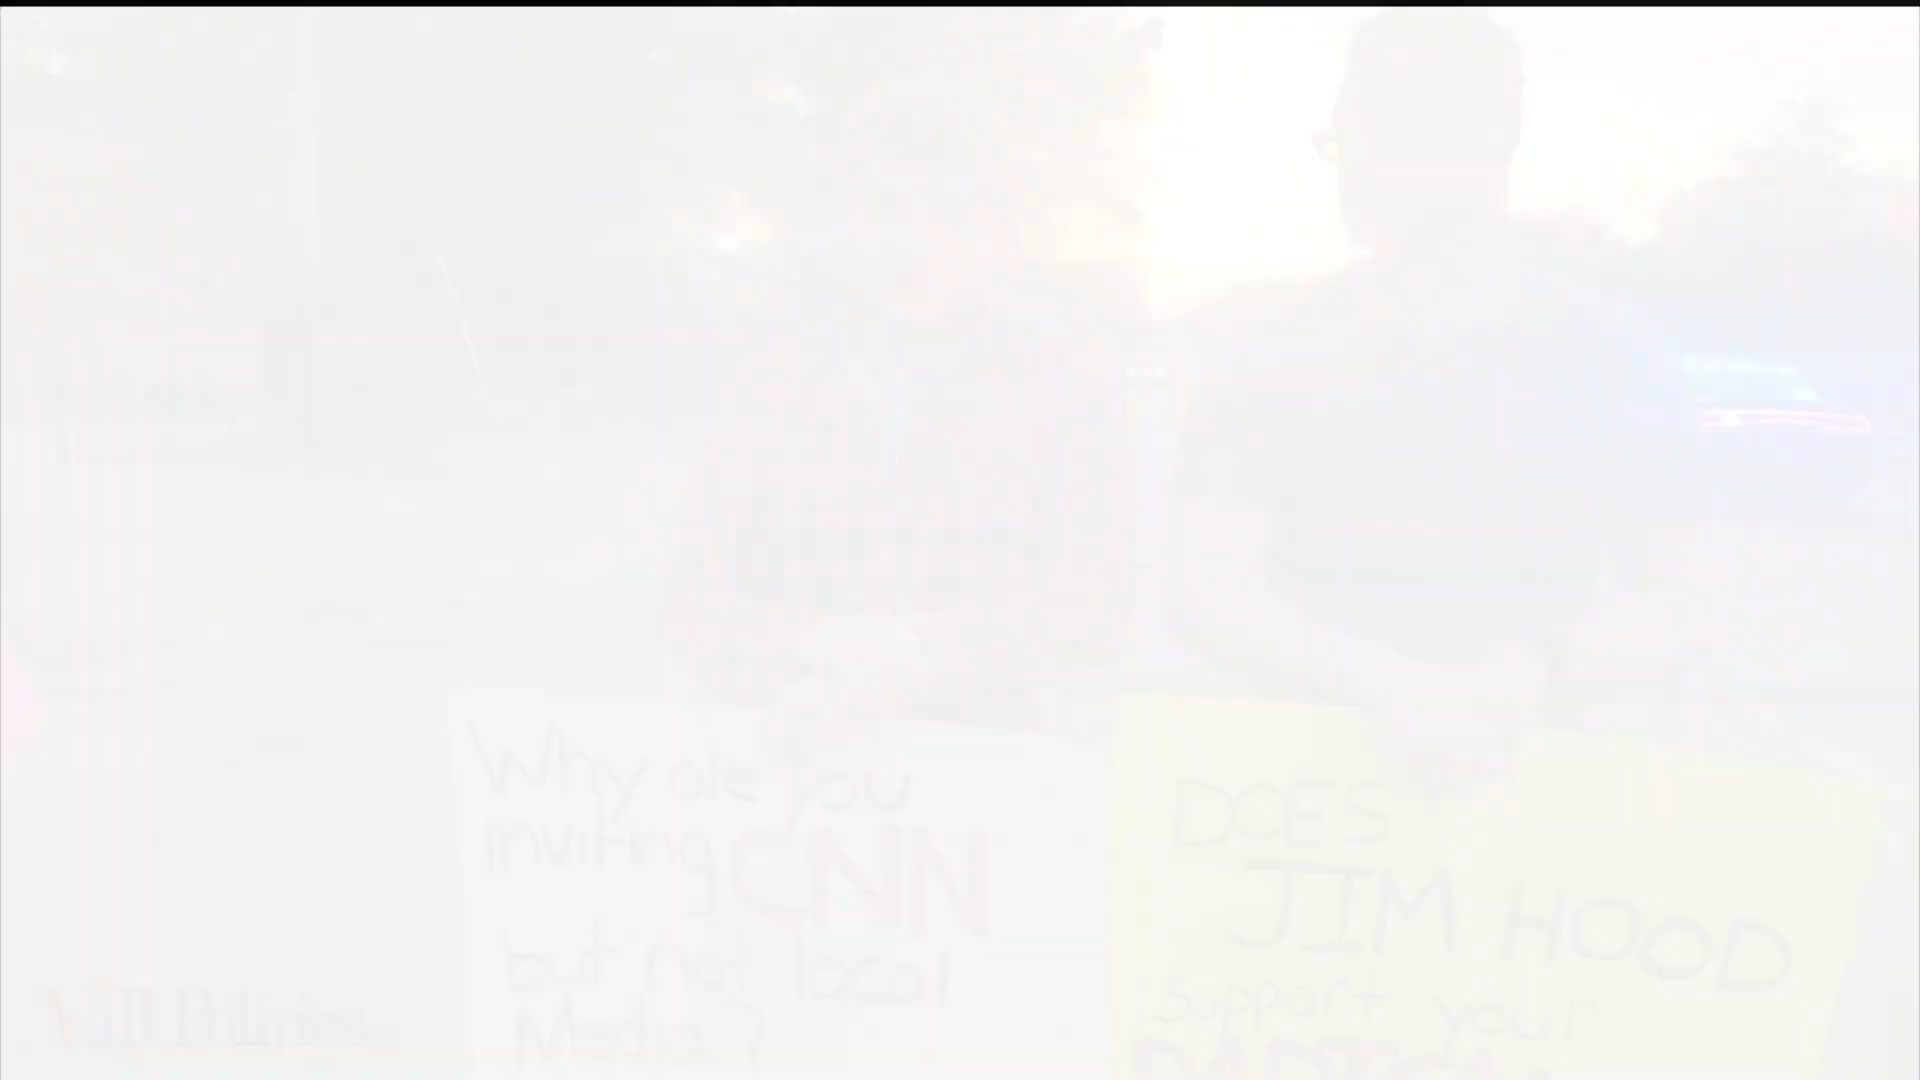 Why are you
inviting CNN
but not local
Media?
DOES
JIM HOOD
Support your
Y'all Politics